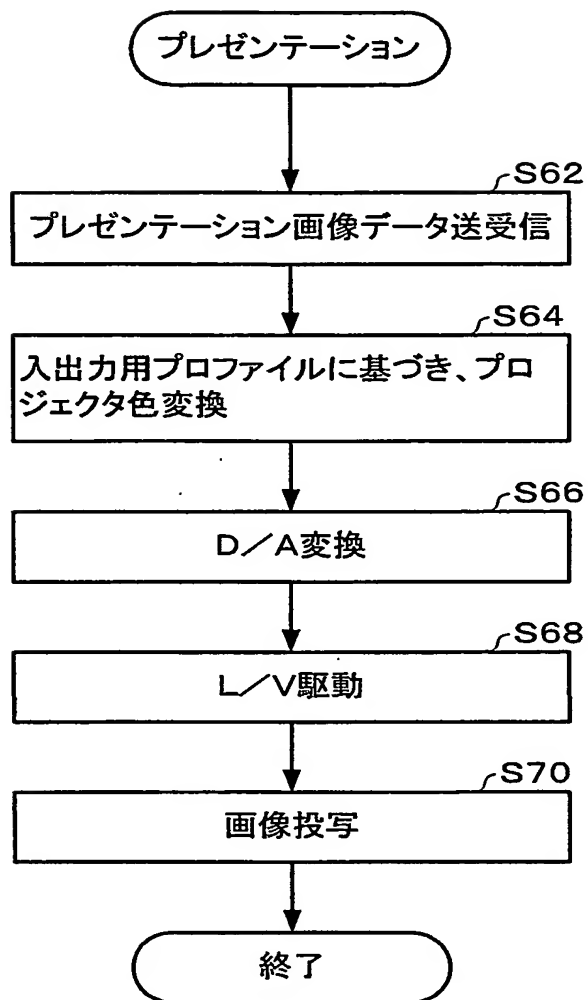 プレゼンテーション
S62
プレゼンテーション画像データ送受信
S64
入出力用プロファイルに基づき、プロ
ジェクタ色変換
S66
D／A変換
S68
L／V駆動
S70
画像投写
終了